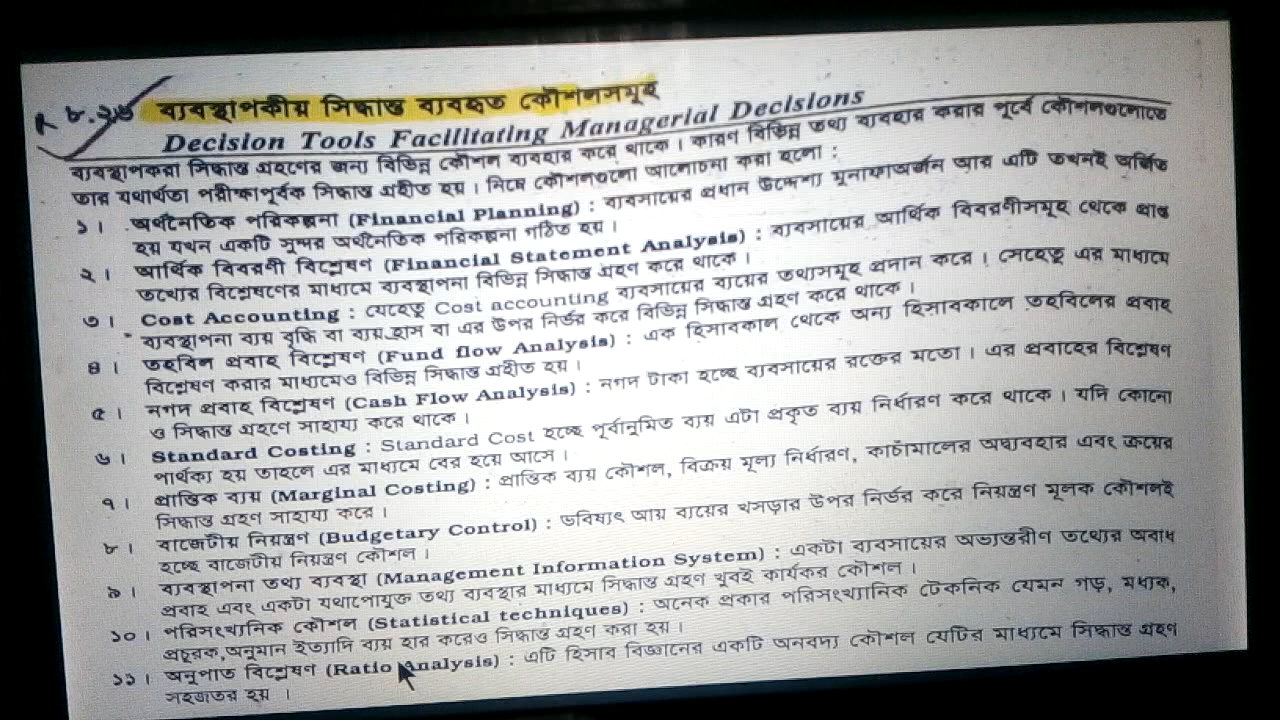 ৮.২৩ ব্যবস্থাপকীয় সিদ্ধান্ত ব্যবহৃত কৌশলসমূহ
Decision Tools Facilitating Managerial Decisions
ব্যবস্থাপকরা সিদ্ধান্ত গ্রহণের জন্য বিভিন্ন কৌশল ব্যবহার করে থাকে। কারণ বিভিন্ন তথ্য ব্যবহার করার পূর্বে কৌশলগুলোতে
তার যথার্থতা পরীক্ষাপূর্বক সিদ্ধান্ত গ্রহীত হয়। নিম্নে কৌশলগুলো আলোচনা করা হলো :
১। অর্থনৈতিক পরিকল্পনা (Financial Planning) : ব্যবসায়ের প্রধান উদ্দেশ্য মুনাফাঅর্জন আর এটি তখনই অর্জিত
হয় যখন একটি সুন্দর অর্থনৈতিক পরিকল্পনা গঠিত হয়।
২। আর্থিক বিবরণী বিশ্লেষণ (Financial Statement Analysis) : ব্যবসায়ের আর্থিক বিবরণীসমূহ থেকে প্রাপ্ত
তথ্যের বিশ্লেষণের মাধ্যমে ব্যবস্থাপনা বিভিন্ন সিদ্ধান্ত গ্রহণ করে থাকে।
৩। Cost Accounting : যেহেতু Cost accounting ব্যবসায়ের ব্যয়ের তথ্যসমূহ প্রদান করে। সেহেতু এর মাধ্যমে
ব্যবস্থাপনা ব্যয় বৃদ্ধি বা ব্যয় হ্রাস বা এর উপর নির্ভর করে বিভিন্ন সিদ্ধান্ত গ্রহণ করে থাকে।
৪। তহবিল প্রবাহ বিশ্লেষণ (Fund flow Analysis) : এক হিসাবকাল থেকে অন্য হিসাবকালে তহবিলের প্রবাহ
বিশ্লেষণ করার মাধ্যমেও বিভিন্ন সিদ্ধান্ত গ্রহীত হয়।
৫। নগদ প্রবাহ বিশ্লেষণ (Cash Flow Analysis) : নগদ টাকা হচ্ছে ব্যবসায়ের রক্তের মতো। এর প্রবাহের বিশ্লেষণ
ও সিদ্ধান্ত গ্রহণে সাহায্য করে থাকে।
৬। Standard Costing : Standard Cost হচ্ছে পূর্বানুমিত ব্যয় এটা প্রকৃত ব্যয় নির্ধারণ করে থাকে। যদি কোনো
পার্থক্য হয় তাহলে এর মাধ্যমে বের হয়ে আসে।
৭। প্রান্তিক ব্যয় (Marginal Costing) : প্রান্তিক ব্যয় কৌশল, বিক্রয় মূল্য নির্ধারণ, কাচাঁমালের অদ্ব্যবহার এবং ক্রয়ের
সিদ্ধান্ত গ্রহণ সাহায্য করে।
৮। বাজেটীয় নিয়ন্ত্রণ (Budgetary Control) : ভবিষ্যৎ আয় ব্যয়ের খসড়ার উপর নির্ভর করে নিয়ন্ত্রণ মূলক কৌশলই
হচ্ছে বাজেটীয় নিয়ন্ত্রণ কৌশল।
৯। ব্যবস্থাপনা তথ্য ব্যবস্থা (Management Information System) : একটা ব্যবসায়ের অভ্যন্তরীণ তথ্যের অবাধ
প্রবাহ এবং একটা যথাপোযুক্ত তথ্য ব্যবহার মাধ্যমে সিদ্ধান্ত গ্রহণ খুবই কার্যকর কৌশল।
১০। পরিসংখ্যানিক কৌশল (Statistical techniques) : অনেক প্রকার পরিসংখ্যানিক টেকনিক যেমন গড়, মধ্যক,
প্রচুরক,অনুমান ইত্যাদি ব্যয় হার করেও সিদ্ধান্ত গ্রহণ করা হয়।
১১। অনুপাত বিশ্লেষণ (Ratio Analysis) : এটি হিসাব বিজ্ঞানের একটি অনবদ্য কৌশল যেটির মাধ্যমে সিদ্ধান্ত গ্রহণ
সহজতর হয়।